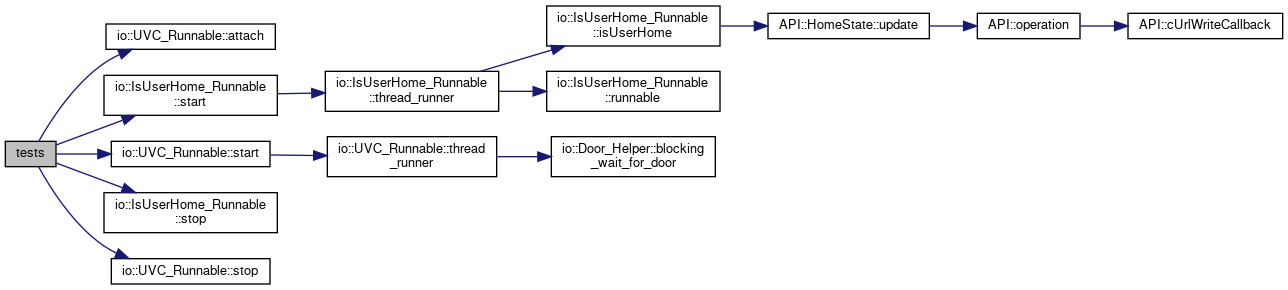 tests
io::UVC_Runnable::attach
io::IsUserHome_Runnable
::start
io::UVC_Runnable::start
io::IsUserHome_Runnable
::stop
io::UVC_Runnable::stop
io::IsUserHome_Runnable
::thread_runner
io::UVC_Runnable::thread
_runner
io::IsUserHome_Runnable
::isUserHome
io::IsUserHome_Runnable
::runnable
io::Door_Helper::blocking
_wait_for_door
API::HomeState::update
API::operation
API::cUrlWriteCallback